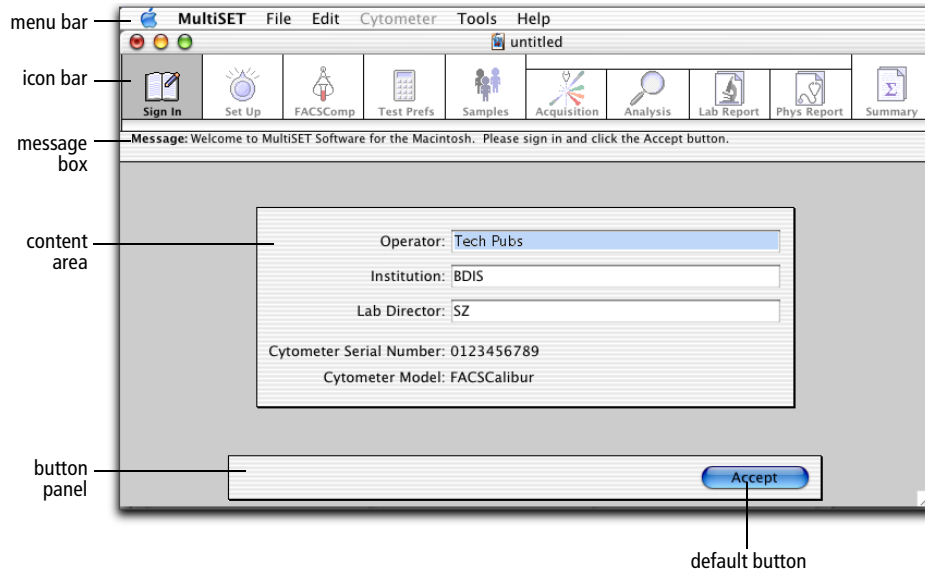 menu bar
MultiSET File Edit Cytometer Tools Help
untitled
icon bar
Sign In Set Up FACSComp Test Prefs Samples Acquisition Analysis Lab Report Phys Report Summary
Σ
message
box
Message: Welcome to MultiSET Software for the Macintosh. Please sign in and click the Accept button.
content
area
Operator: Tech Pubs
Institution: BDIS
Lab Director: SZ
Cytometer Serial Number: 0123456789
Cytometer Model: FACSCalibur
button
panel
Accept
default button